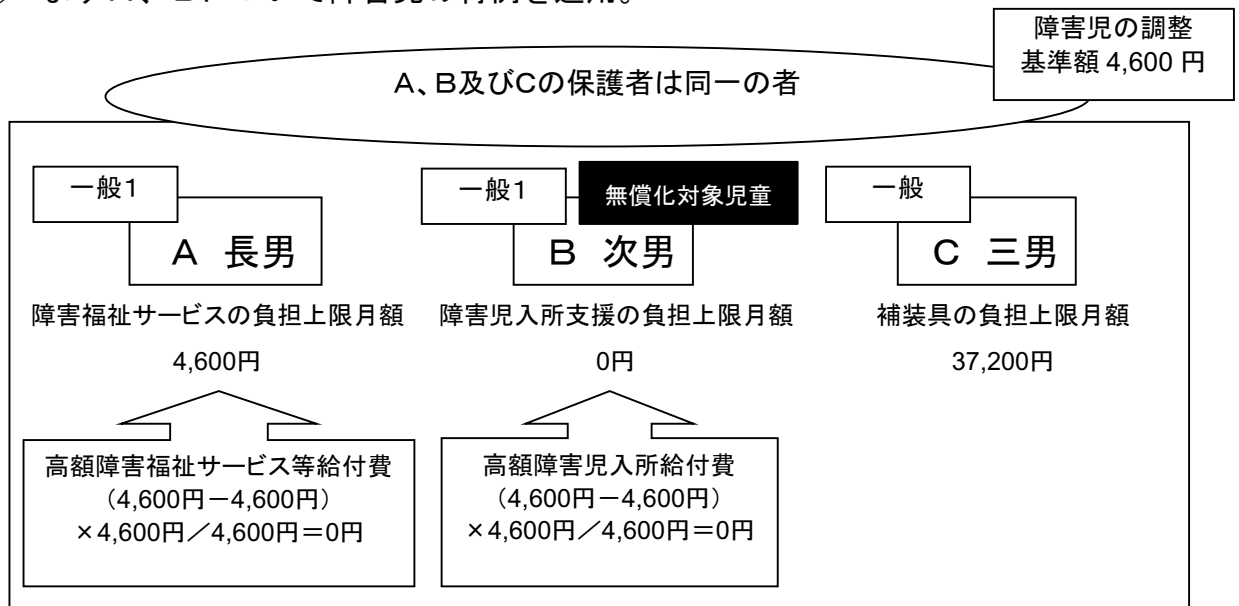 障害児の調整
基準額 4,600 円
A、B及びCの保護者は同一の者
一般1
A 長男
障害福祉サービスの負担上限月額
4,600円
高額障害福祉サービス等給付費
(4,600円－4,600円)
×4,600円／4,600円＝0円
一般1
無償化対象児童
B 次男
障害児入所支援の負担上限月額
0円
高額障害児入所給付費
(4,600円－4,600円)
×4,600円／4,600円＝0円
一般
C 三男
補装具の負担上限月額
37,200円